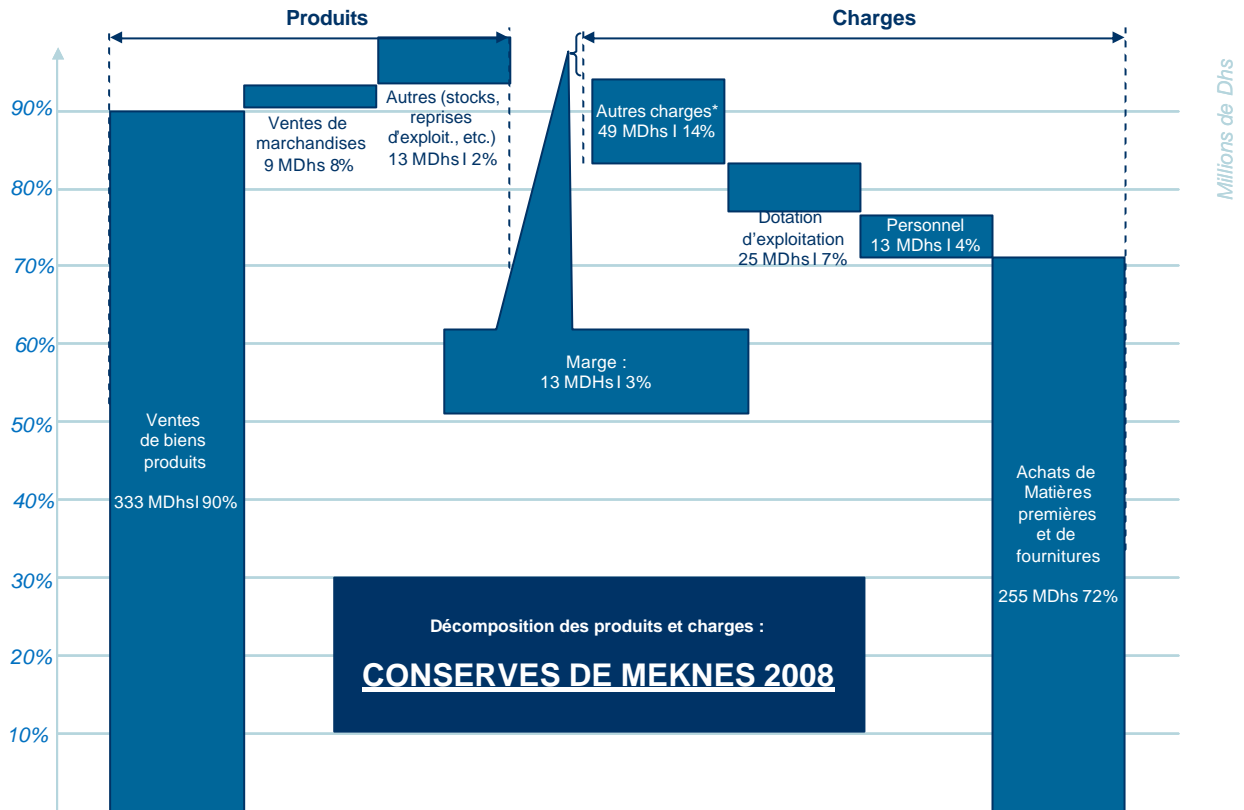 Produits
Charges
Millions de Dhs
90%
80%
70%
60%
50%
40%
30%
20%
10%
Ventes
de biens
produits
333 MDhsl 90%
Ventes de
marchandises
9 MDhs 8%
Autres (stocks,
reprises
d'exploit., etc.)
13 MDhs l 2%
Marge :
13 MDHs l 3%
Autres charges*
49 MDhs l 14%
Dotation
d'exploitation
25 MDhs l 7%
Personnel
13 MDhs l 4%
Achats de
Matières
premières
et de
fournitures
255 MDhs 72%
Décomposition des produits et charges :
CONSERVES DE MEKNES 2008